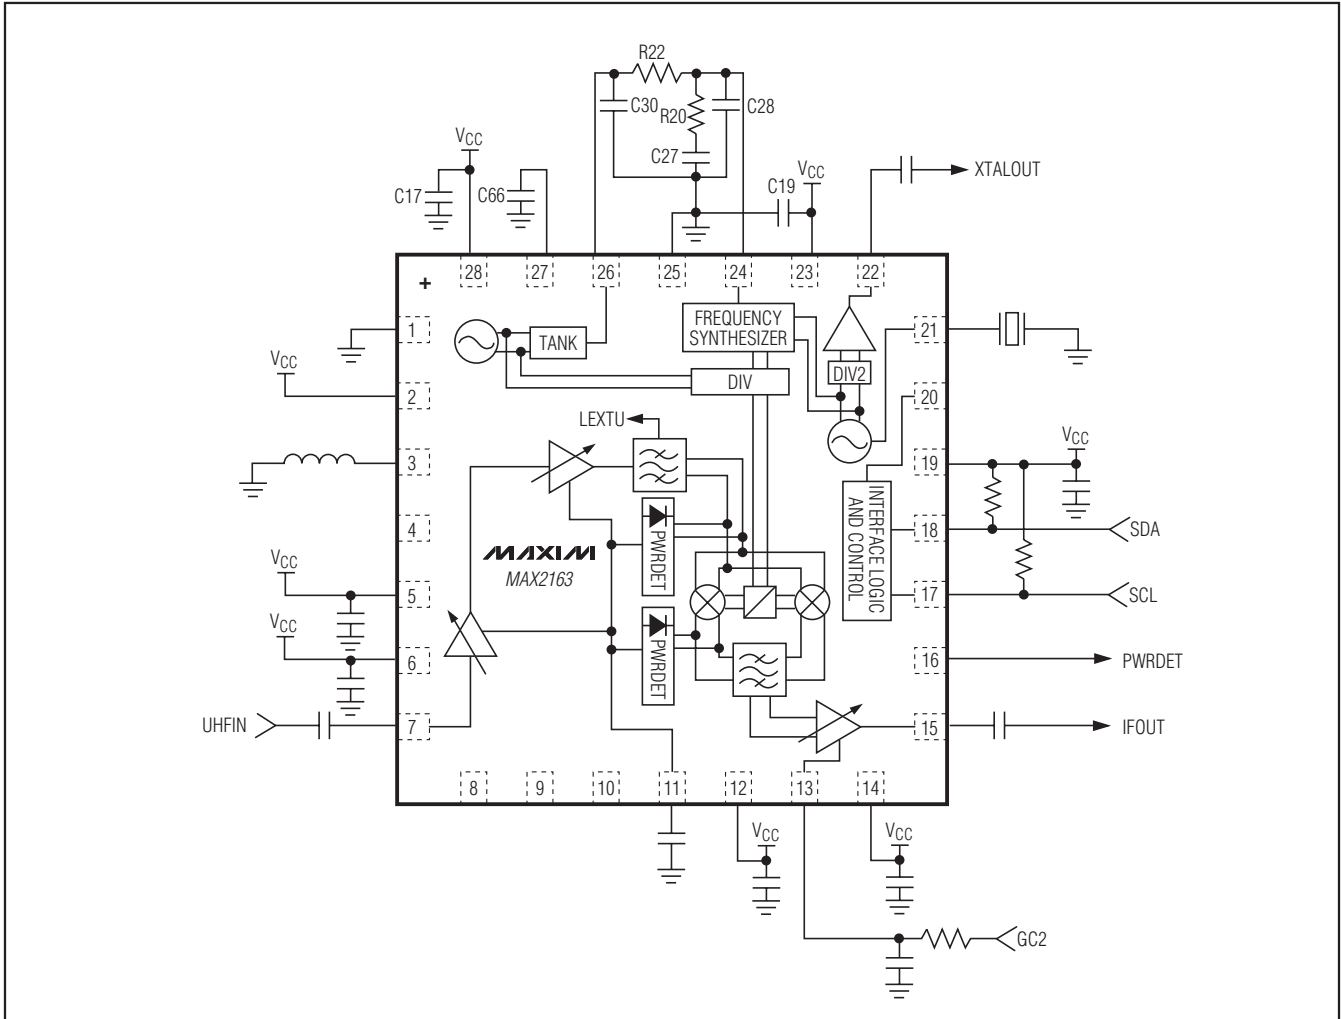 R22
C30
R20
C28
C27
VCC
C17
C66
C19
VCC
XTALOUT
28
27
26
25
24
23
22
+
1
TANK
FREQUENCY
SYNTHESIZER
21
VCC
2
DIV
DIV2
20
LEXTU
3
19
VCC
4
MAXIM
MAX2163
PWRDET
INTERFACE LOGIC
AND CONTROL
18
SDA
VCC
5
17
SCL
VCC
6
PWRDET
16
PWRDET
UHFIN
7
15
IFOUT
8
9
10
11
12
13
14
VCC
VCC
GC2